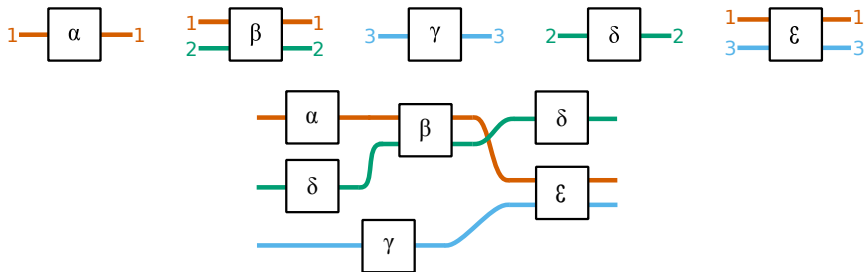 1 α 1 1 2 β 1 2 3 γ 3 2 δ 2 1 3 ε 1 3
α β δ
δ ε
γ